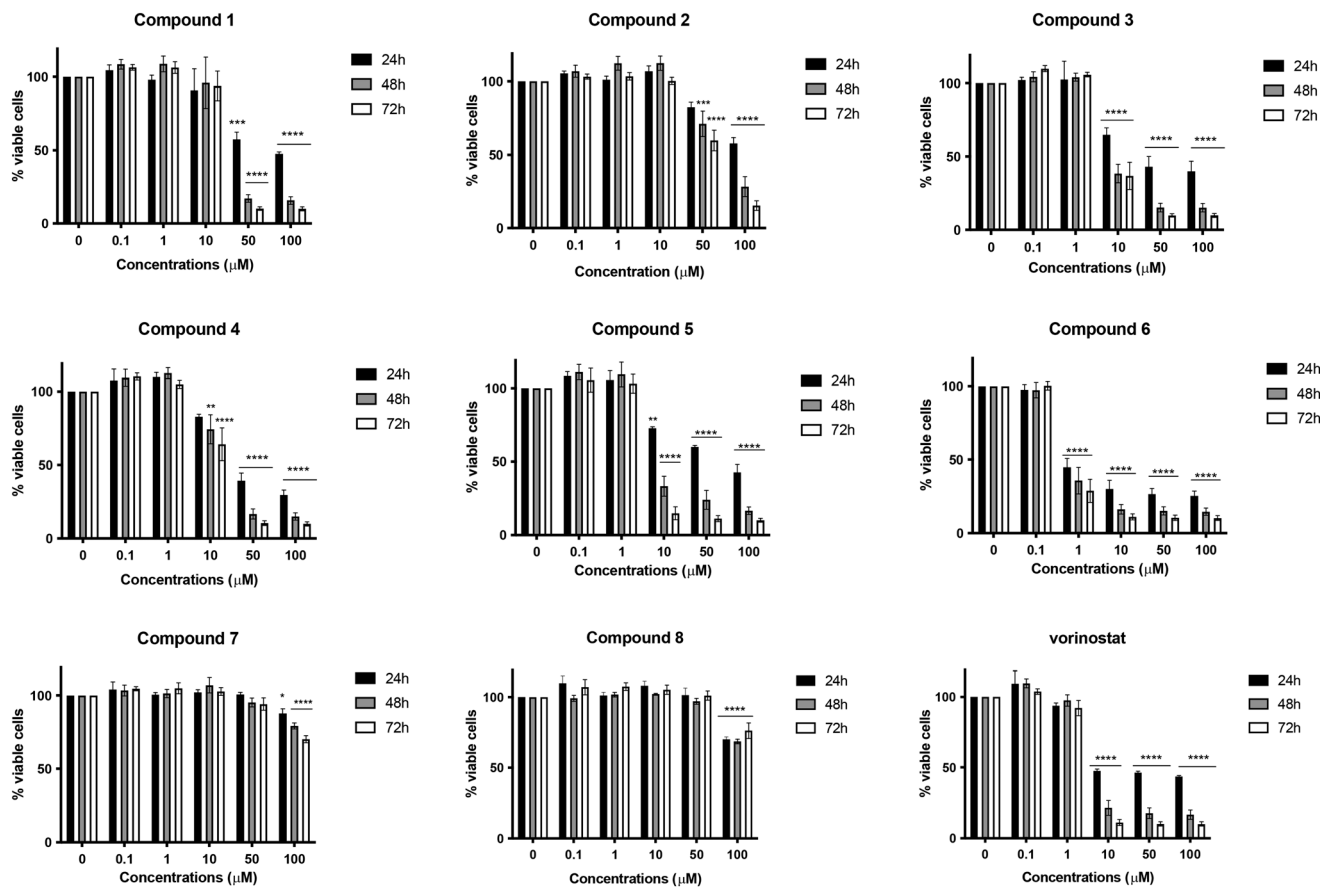 Compound 1
% viable cells
100
50
0
*** **** ****
24h
48h
72h
0 0.1 1 10 50 100
Concentrations (μM)
Compound 2
% viable cells
100
50
0
*** **** ****
24h
48h
72h
0 0.1 1 10 50 100
Concentration (μM)
Compound 3
% viable cells
100
50
0
**** **** ****
24h
48h
72h
0 0.1 1 10 50 100
Concentrations (μM)
Compound 4
% viable cells
100
50
0
** **** **** ****
24h
48h
72h
0 0.1 1 10 50 100
Concentrations (μM)
Compound 5
% viable cells
100
50
0
** **** **** ****
24h
48h
72h
0 0.1 1 10 50 100
Concentrations (μM)
Compound 6
% viable cells
100
50
0
**** **** **** ****
24h
48h
72h
0 0.1 1 10 50 100
Concentrations (μM)
Compound 7
% viable cells
100
50
0
* ****
24h
48h
72h
0 0.1 1 10 50 100
Concentrations (μM)
Compound 8
% viable cells
100
50
0
****
24h
48h
72h
0 0.1 1 10 50 100
Concentrations (μM)
vorinostat
% viable cells
100
50
0
**** **** ****
24h
48h
72h
0 0.1 1 10 50 100
Concentrations (μM)